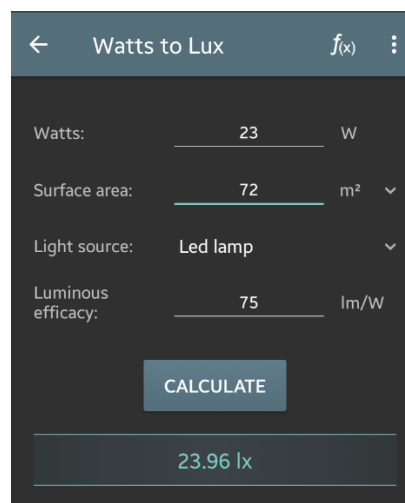 Watts to Lux f(x)
Watts: 23 W
Surface area: 72 m²
Light source: Led lamp
Luminous
efficacy: 75 lm/W
CALCULATE
23.96 lx